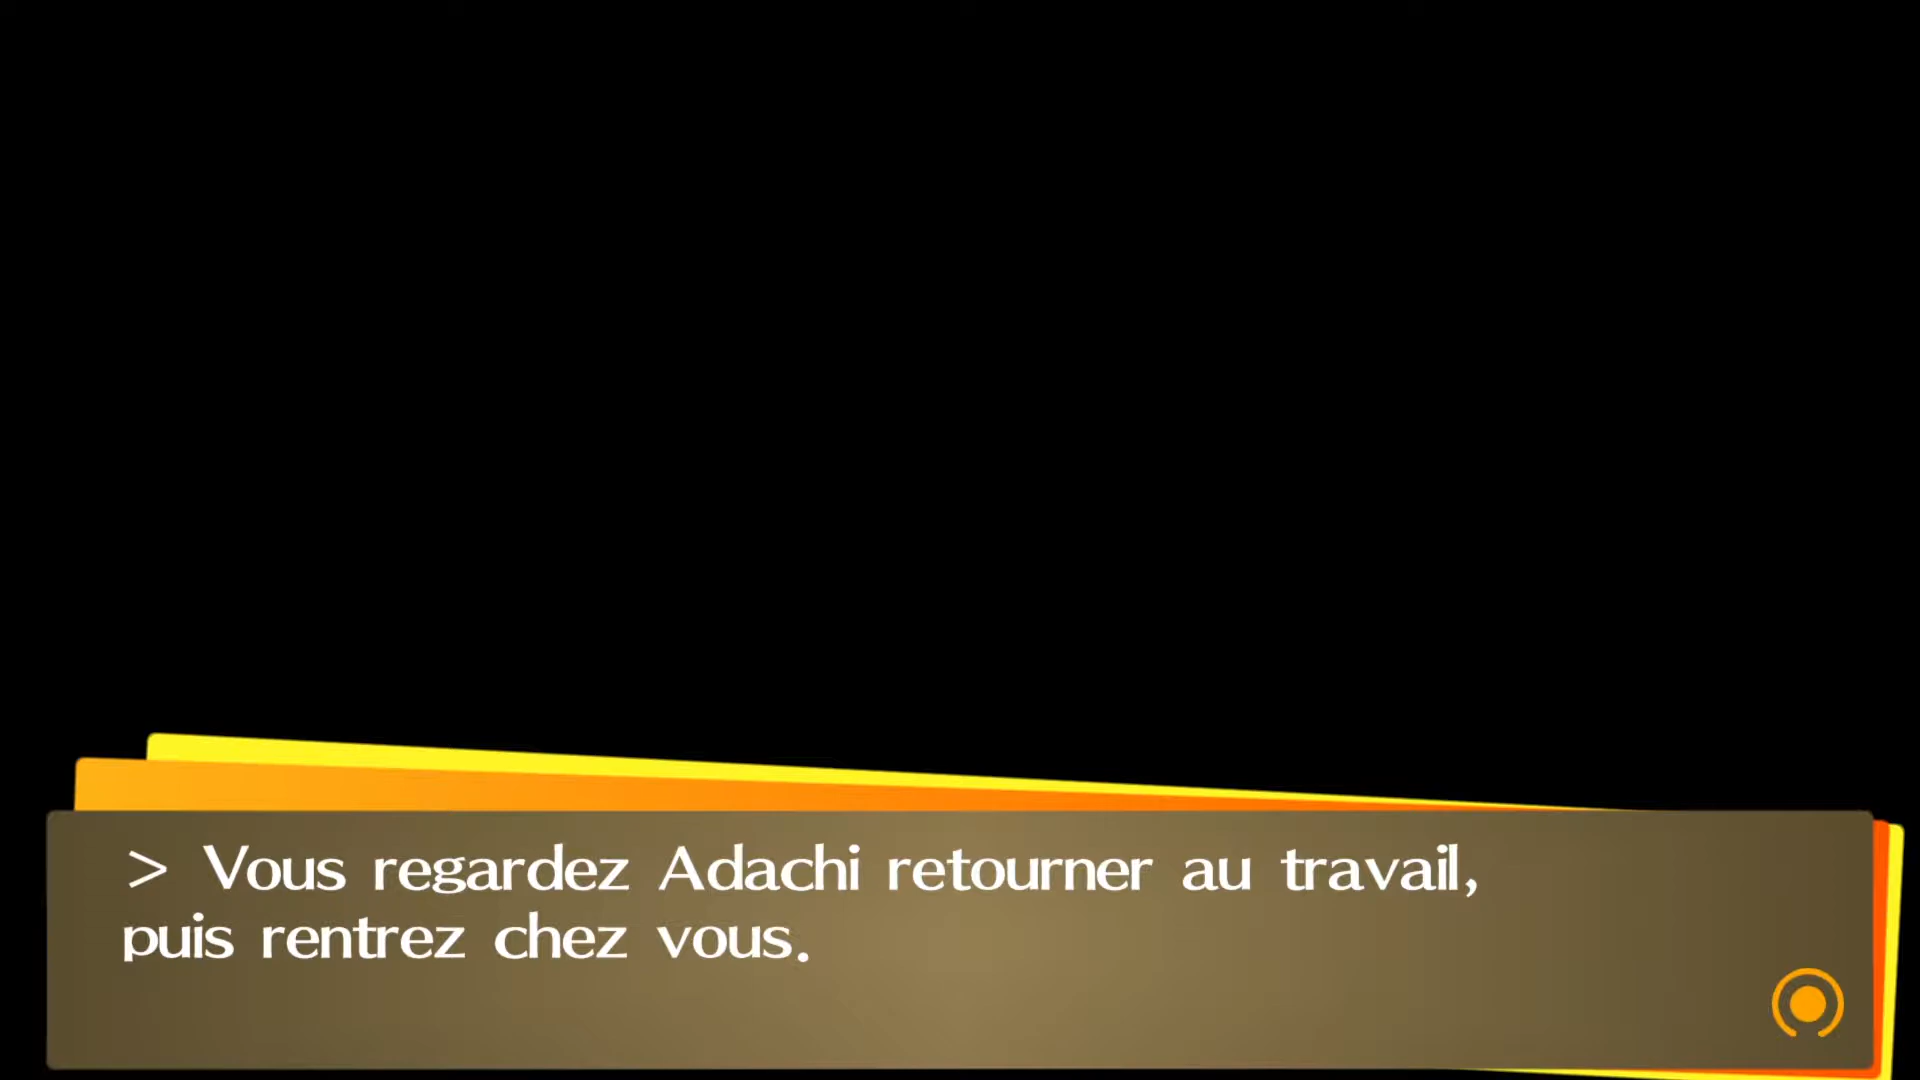 > Vous regardez Adachi retourner au travail,
puis rentrez chez vous.